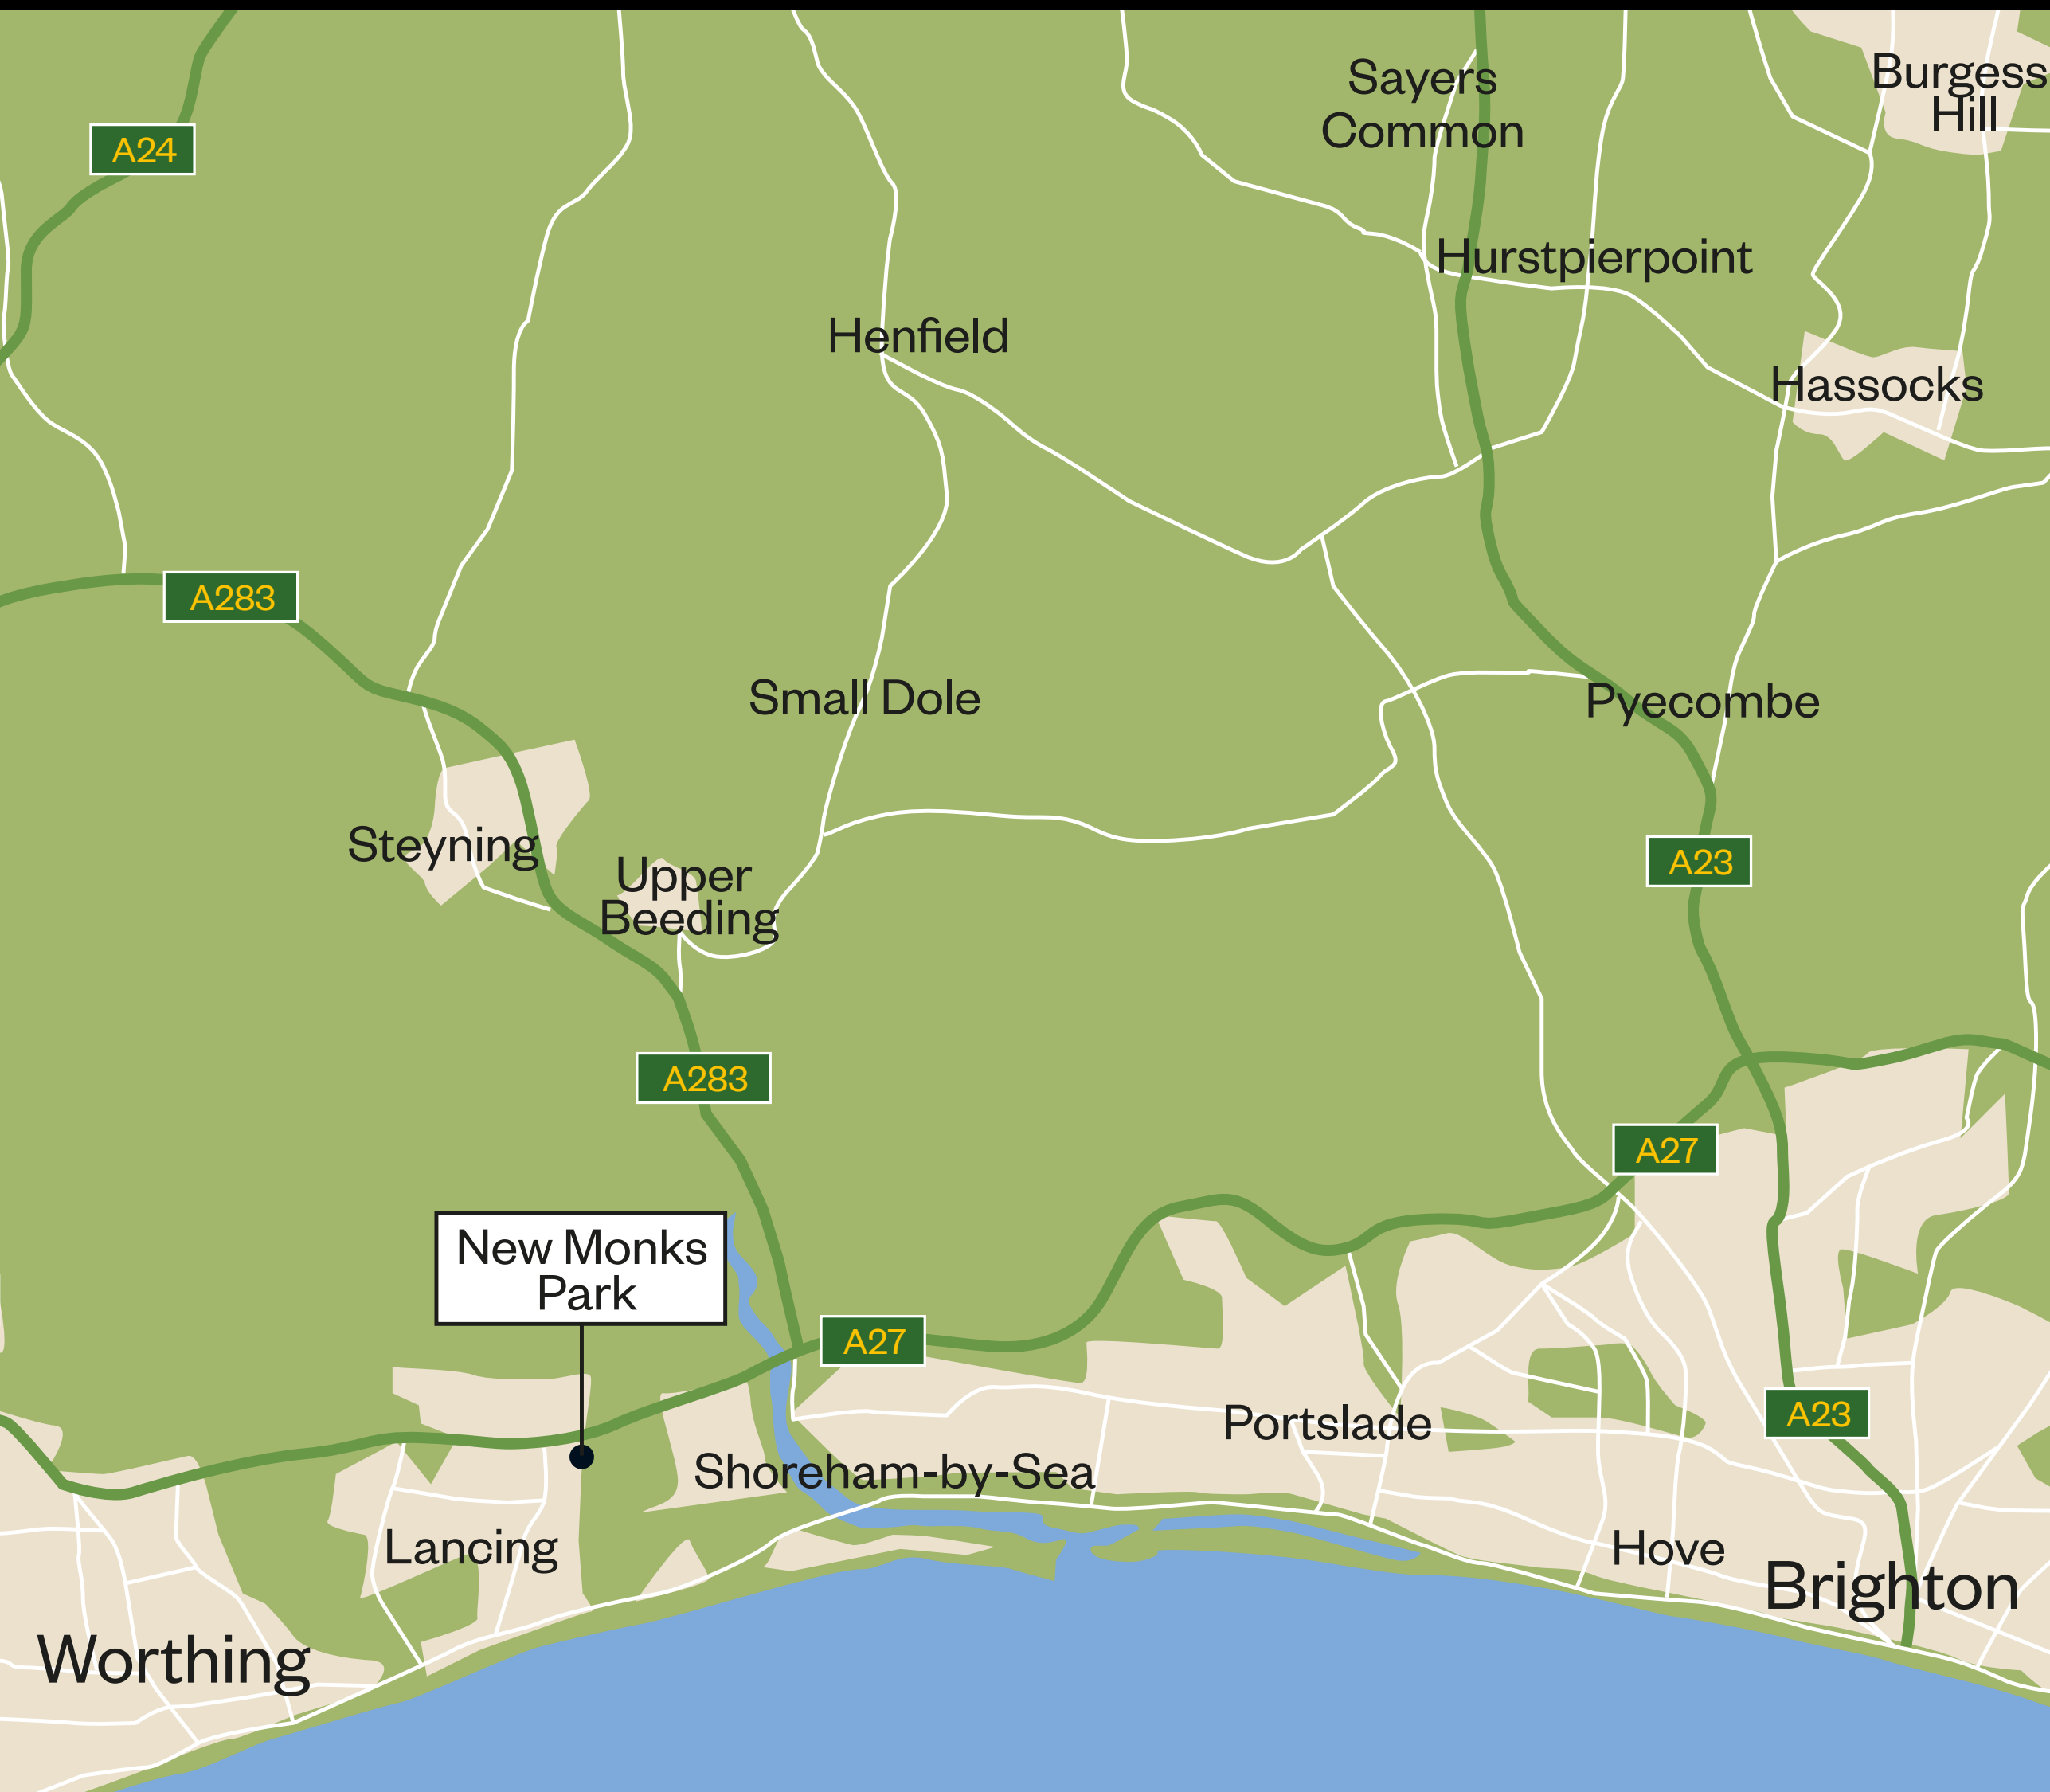 Sayers
Common
Burgess
Hill
A24
Hurstpierpoint
Henfield
Hassocks
A283
Small Dole
Pyecombe
Steyning
Upper
Beeding
A23
A283
A27
New Monks
Park
A27
A23
Portslade
Shoreham-by-Sea
Lancing
Hove
Brighton
Worthing